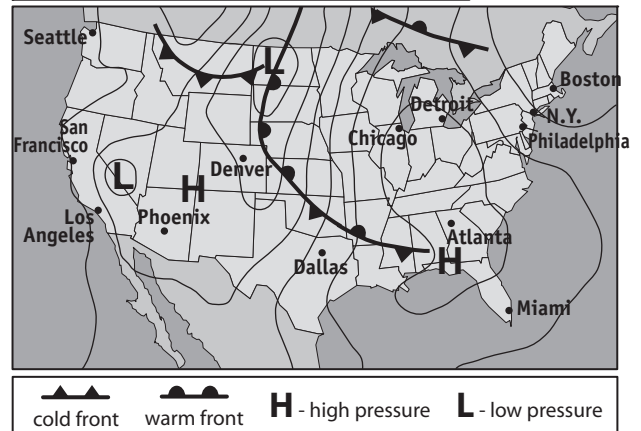 Seattle
L
Boston
Detroit
N.Y.
San
Francisco
Chicago
Philadelphia
Denver
L
H
Los
Angeles
Phoenix
Atlanta
Dallas
H
Miami
cold front
warm front
H - high pressure
L - low pressure